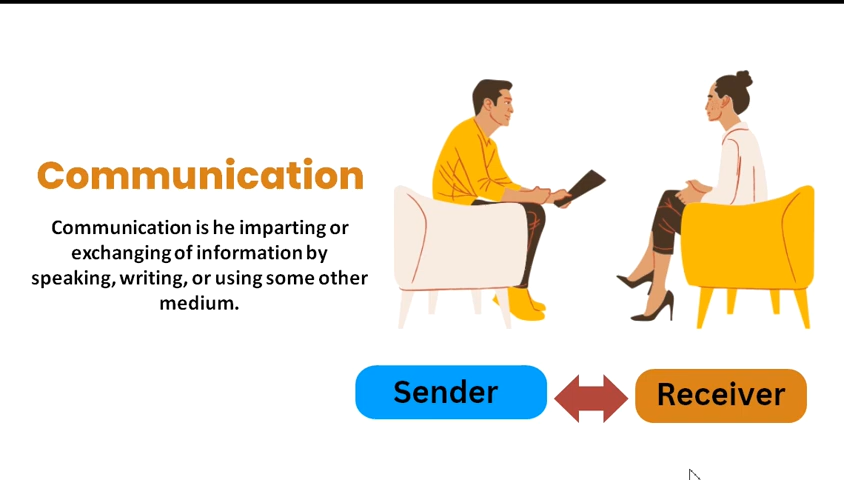 Communication
Communication is he imparting or
exchanging of information by
speaking, writing, or using some other
medium.
Sender
Receiver